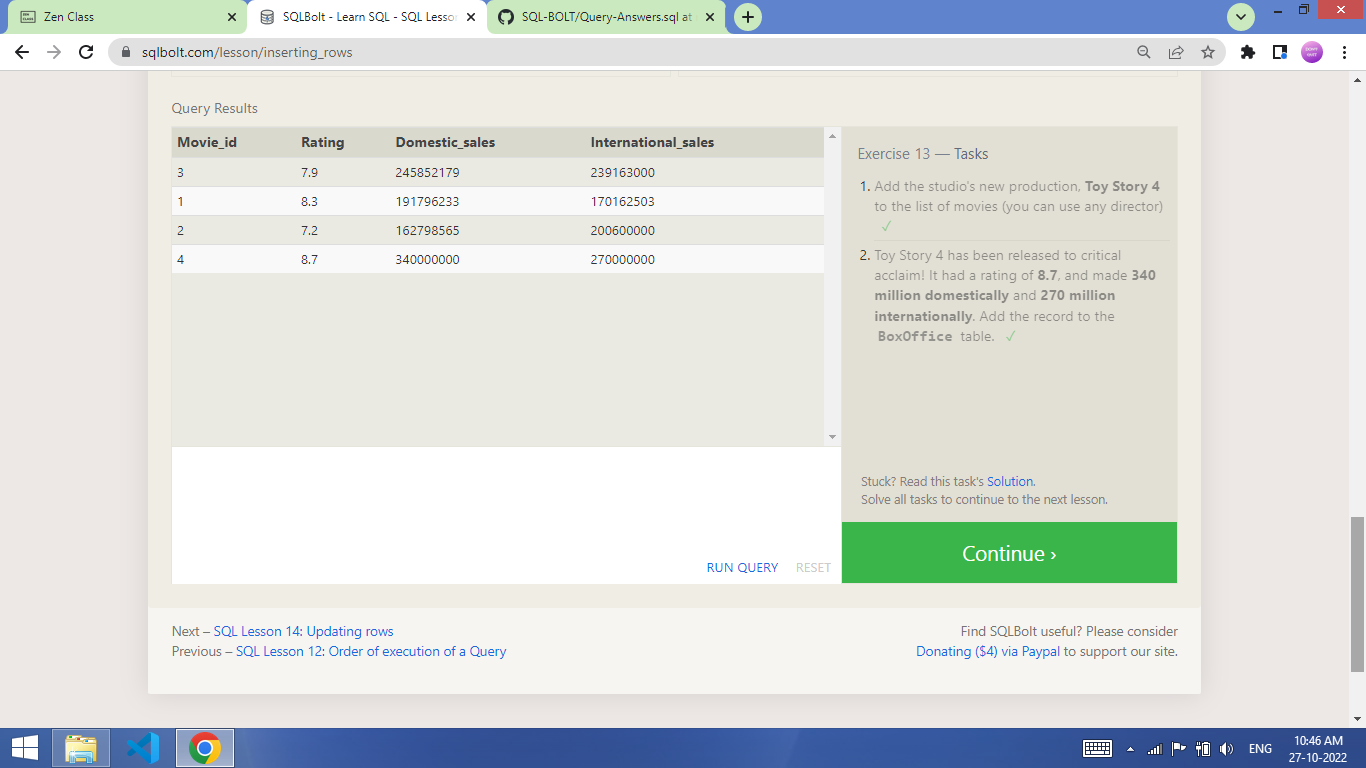 Zen Class
SQLBolt - Learn SQL - SQL Lesson
SQL-BOLT/Query-Answers.sql at
sqlbolt.com/lesson/inserting_rows
Query Results
Movie_id Rating Domestic_sales International_sales
3 7.9 245852179 239163000
1 8.3 191796233 170162503
2 7.2 162798565 200600000
4 8.7 340000000 270000000
RUN QUERY RESET
Exercise 13 — Tasks
1. Add the studio's new production, Toy Story 4
to the list of movies (you can use any director)
✓
2. Toy Story 4 has been released to critical
acclaim! It had a rating of 8.7, and made 340
million domestically and 270 million
internationally. Add the record to the
BoxOffice table. ✓
Stuck? Read this task's Solution.
Solve all tasks to continue to the next lesson.
Continue ›
Next – SQL Lesson 14: Updating rows
Previous – SQL Lesson 12: Order of execution of a Query
Find SQLBolt useful? Please consider
Donating ($4) via Paypal to support our site.
ENG
10:46 AM
27-10-2022